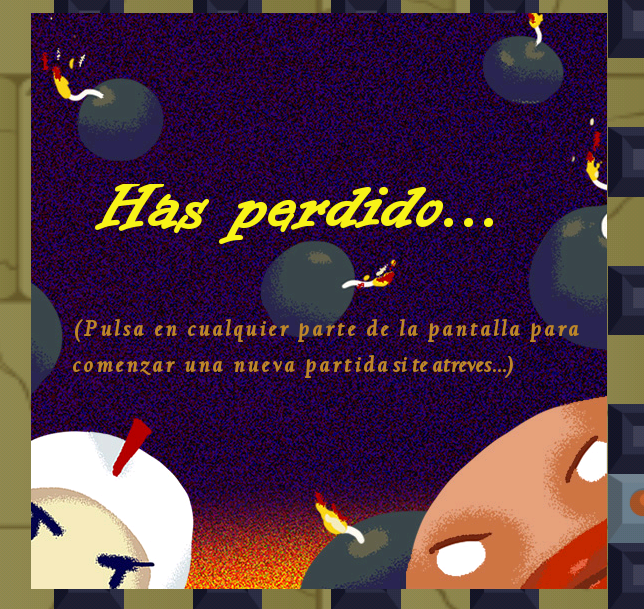 Has perdido...
(Pulsa en cualquier parte de la pantalla para
comenzar una nueva partida si te atreves...)